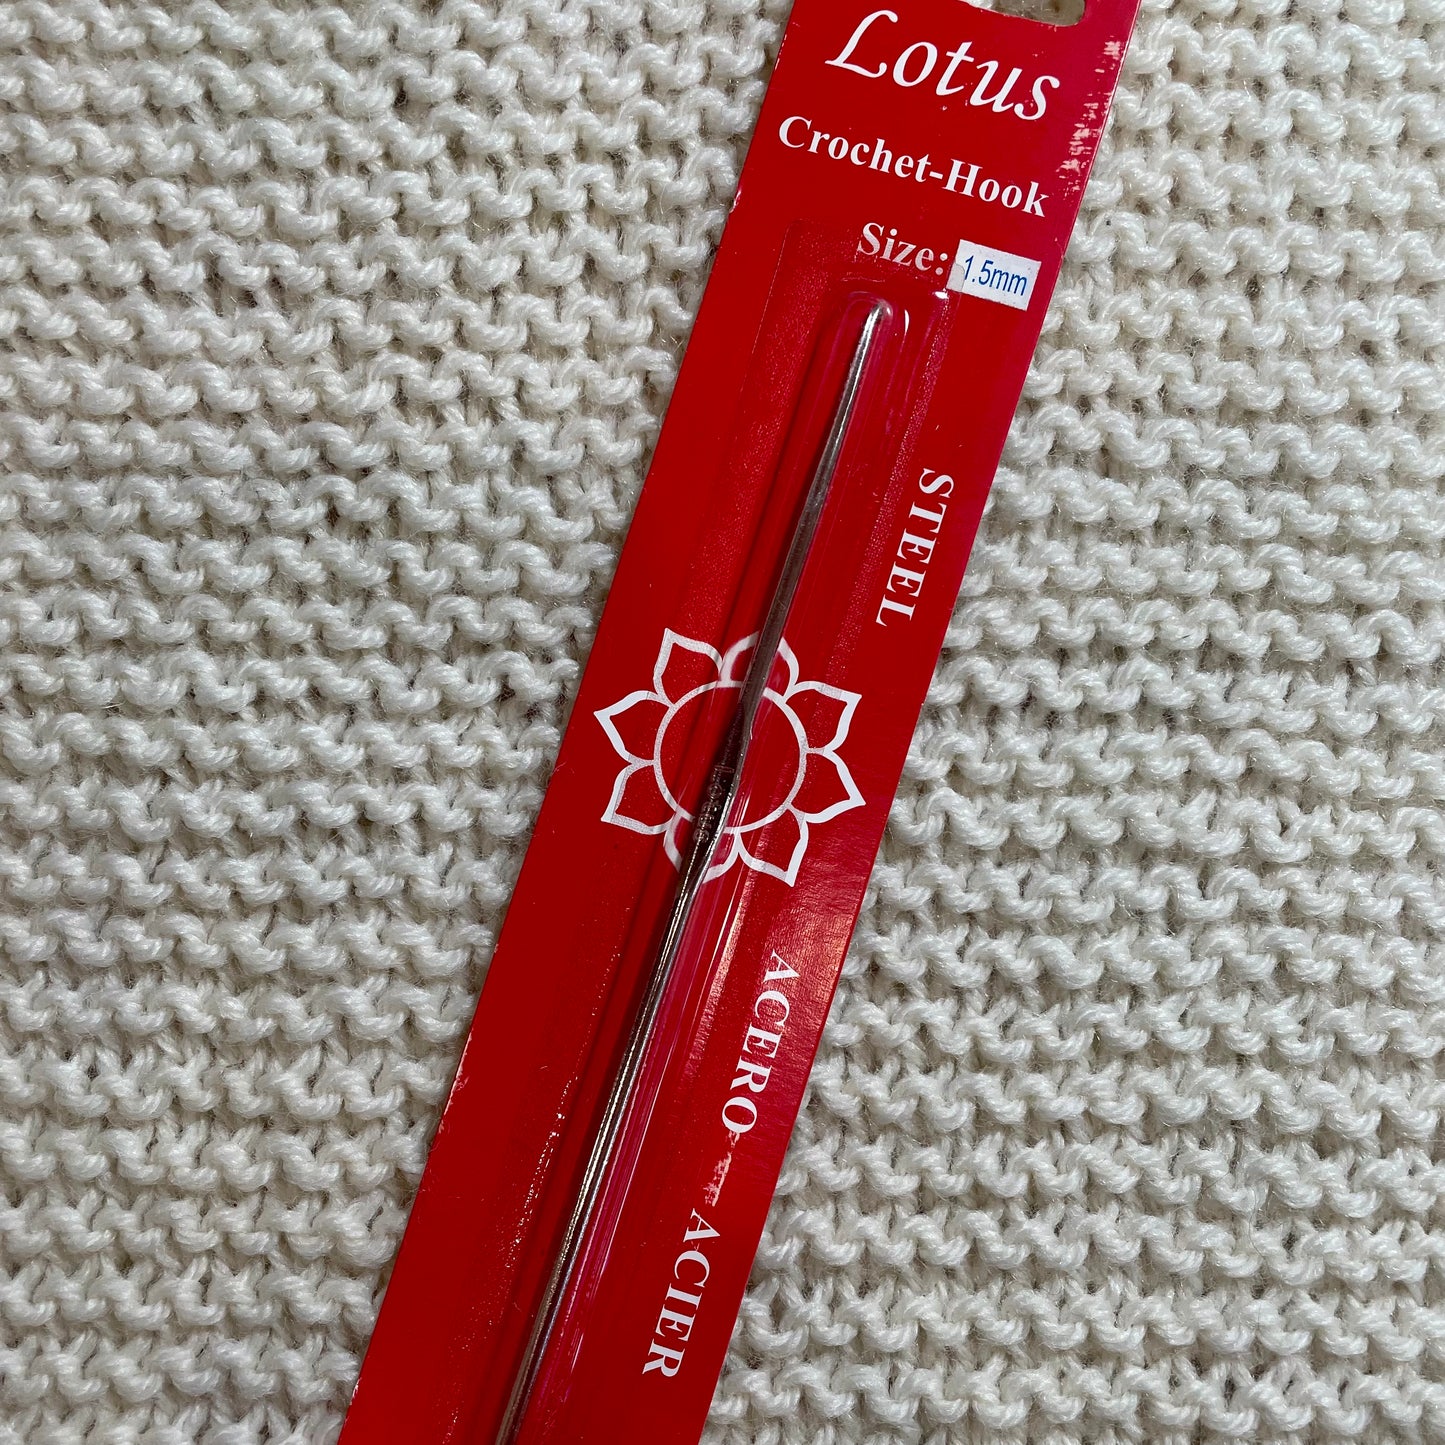 Lotus
Crochet-Hook
Size: 1.5mm
STEEL
ACERO – ACIER